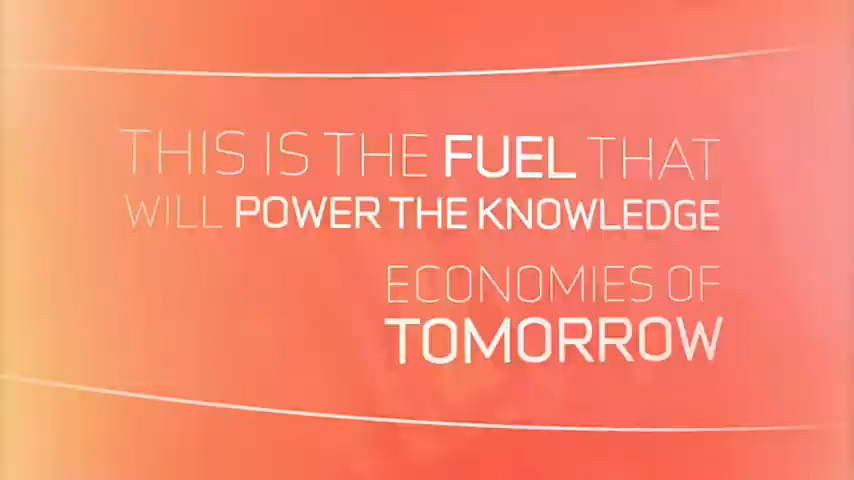 THIS IS THE FUEL THAT
WILL POWER THE KNOWLEDGE
ECONOMIES OF
TOMORROW